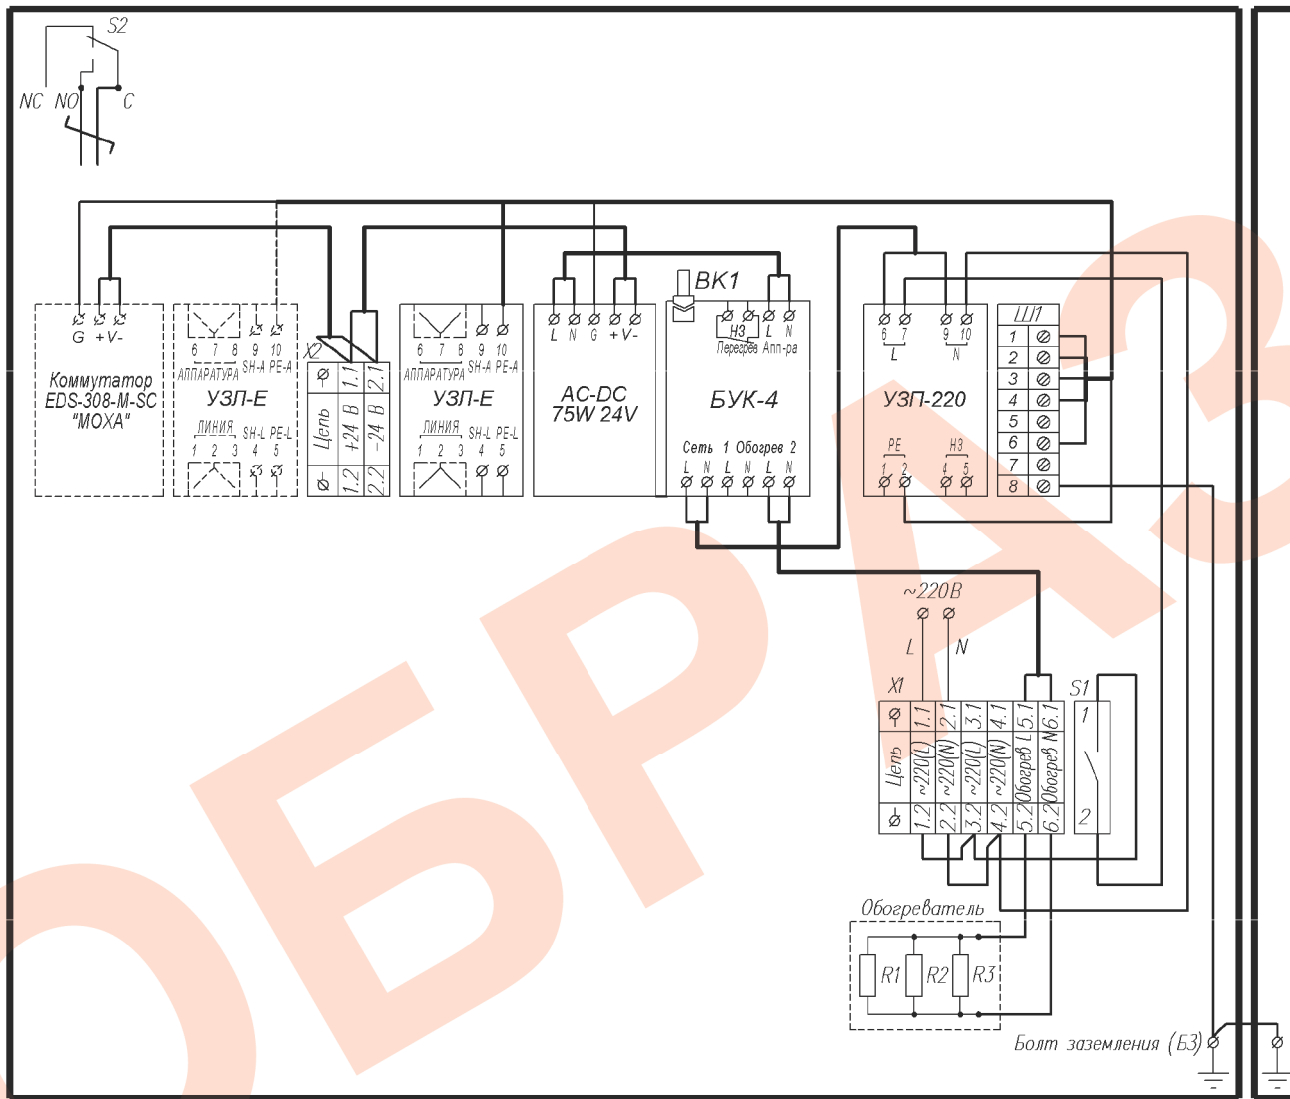 S2
NC NO C
ВК1
G + V-
Коммутатор
EDS-308-M-SC
"MOXA"
6 7 8 9 10
АППАРАТУРА SH-A PE-A
УЗЛ-Е
ЛИНИЯ SH-L PE-L
1 2 3 4 5
X2
1.1 2.1
Цепь +24 В -24 В
1.2 2.2
6 7 8 9 10
АППАРАТУРА SH-A PE-A
УЗЛ-Е
ЛИНИЯ SH-L PE-L
1 2 3 4 5
L N G + V-
AC-DC
75W 24V
НЗ L N
Перегрев Апп-ра
БУК-4
Сеть 1 Обогрев 2
L N L N L N
6 7 9 10
L N
УЗП-220
PE НЗ
1 2 4 5
Ш1
1
2
3
4
5
6
7
8
~220В
L N
X1
1.1 2.1 3.1 4.1 5.1 6.1
Цепь ~220(L) ~220(N) ~220(L) ~220(N) Обогрев L Обогрев N
1.2 2.2 3.2 4.2 5.2 6.2
S1
1
2
Обогреватель
R1 R2 R3
Болт заземления (БЗ)
ОБРАЗ